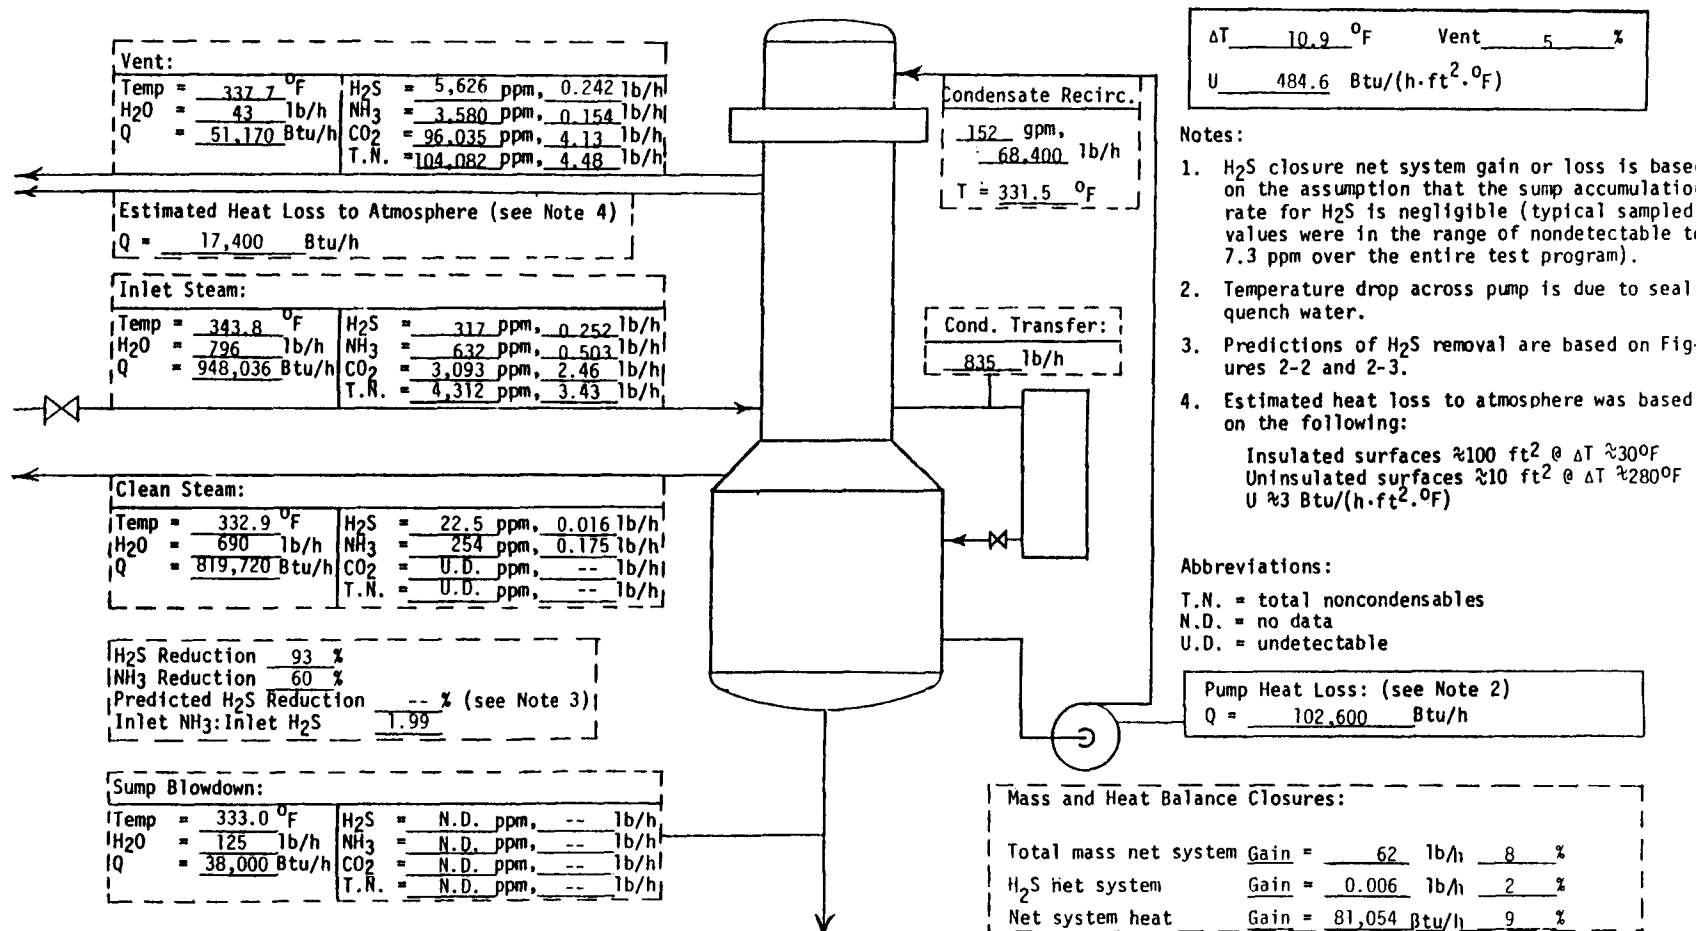 Vent:
Temp = 337.7 °F
H2O = 43 lb/h
Q = 51,170 Btu/h
H2S = 5,626 ppm, 0.242 lb/h
NH3 = 3,580 ppm, 0.154 lb/h
CO2 = 96,035 ppm, 4.13 lb/h
T.N. = 104,082 ppm, 4.48 lb/h
Estimated Heat Loss to Atmosphere (see Note 4)
Q = 17,400 Btu/h
Inlet Steam:
Temp = 343.8 °F
H2O = 796 lb/h
Q = 948,036 Btu/h
H2S = 317 ppm, 0.252 lb/h
NH3 = 632 ppm, 0.503 lb/h
CO2 = 3,093 ppm, 2.46 lb/h
T.N. = 4,312 ppm, 3.43 lb/h
Clean Steam:
Temp = 332.9 °F
H2O = 690 lb/h
Q = 819,720 Btu/h
H2S = 22.5 ppm, 0.016 lb/h
NH3 = 254 ppm, 0.175 lb/h
CO2 = U.D. ppm, -- lb/h
T.N. = U.D. ppm, -- lb/h
H2S Reduction 93 %
NH3 Reduction 60 %
Predicted H2S Reduction -- % (see Note 3)
Inlet NH3:Inlet H2S 1.99
Sump Blowdown:
Temp = 333.0 °F
H2O = 125 lb/h
Q = 38,000 Btu/h
H2S = N.D. ppm, -- lb/h
NH3 = N.D. ppm, -- lb/h
CO2 = N.D. ppm, -- lb/h
T.N. = N.D. ppm, -- lb/h
Condensate Recirc.
152 gpm,
68,400 lb/h
T = 331.5 °F
Cond. Transfer:
835 lb/h
ΔT 10.9 °F Vent 5 %
U 484.6 Btu/(h·ft2·°F)
Notes:
1. H2S closure net system gain or loss is based
on the assumption that the sump accumulation
rate for H2S is negligible (typical sampled
values were in the range of nondetectable to
7.3 ppm over the entire test program).
2. Temperature drop across pump is due to seal
quench water.
3. Predictions of H2S removal are based on Fig-
ures 2-2 and 2-3.
4. Estimated heat loss to atmosphere was based
on the following:
Insulated surfaces ≈100 ft2 @ ΔT ≈30°F
Uninsulated surfaces ≈10 ft2 @ ΔT ≈280°F
U ≈3 Btu/(h·ft2·°F)
Abbreviations:
T.N. = total noncondensables
N.D. = no data
U.D. = undetectable
Pump Heat Loss: (see Note 2)
Q = 102,600 Btu/h
Mass and Heat Balance Closures:
Total mass net system Gain = 62 lb/h 8 %
H2S net system Gain = 0.006 lb/h 2 %
Net system heat Gain = 81,054 Btu/h 9 %